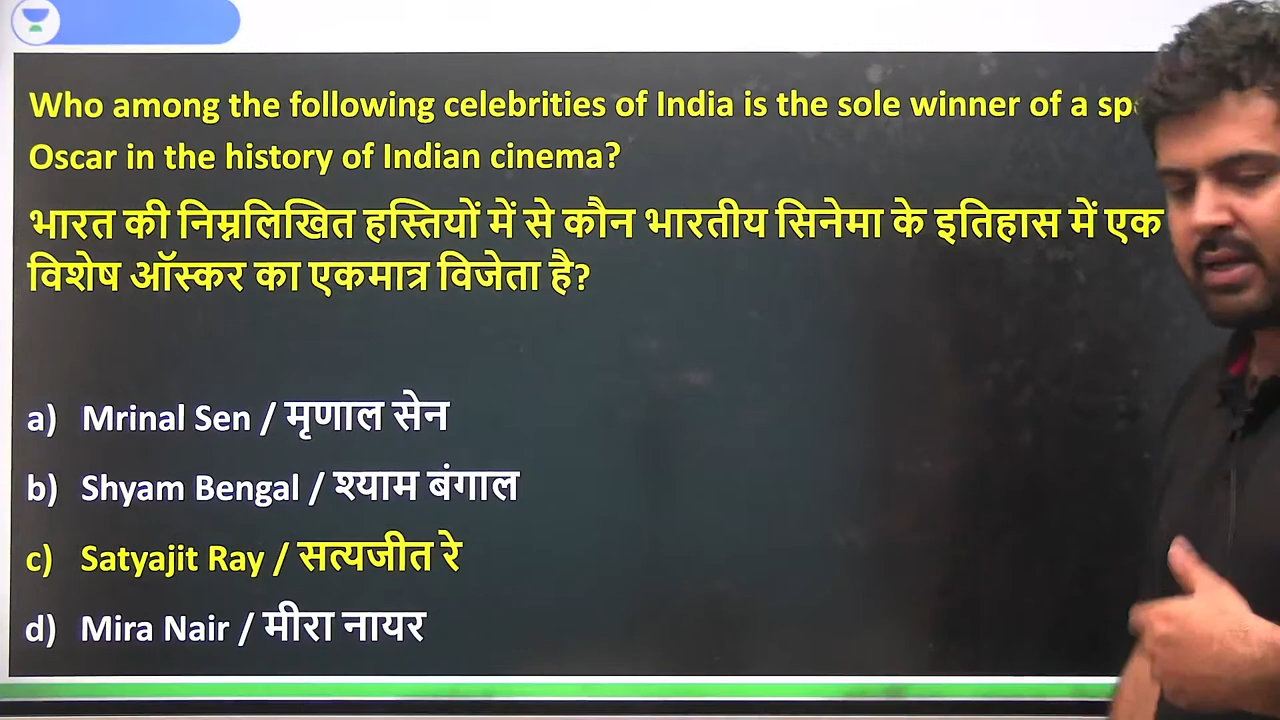 Who among the following celebrities of India is the sole winner of a
Oscar in the history of Indian cinema?
भारत की निम्नलिखित हस्तियों में से कौन भारतीय सिनेमा के इतिहास में एक
विशेष ऑस्कर का एकमात्र विजेता है?
a) Mrinal Sen / मृणाल सेन
b) Shyam Bengal / श्याम बंगाल
c) Satyajit Ray / सत्यजीत रे
d) Mira Nair / मीरा नायर